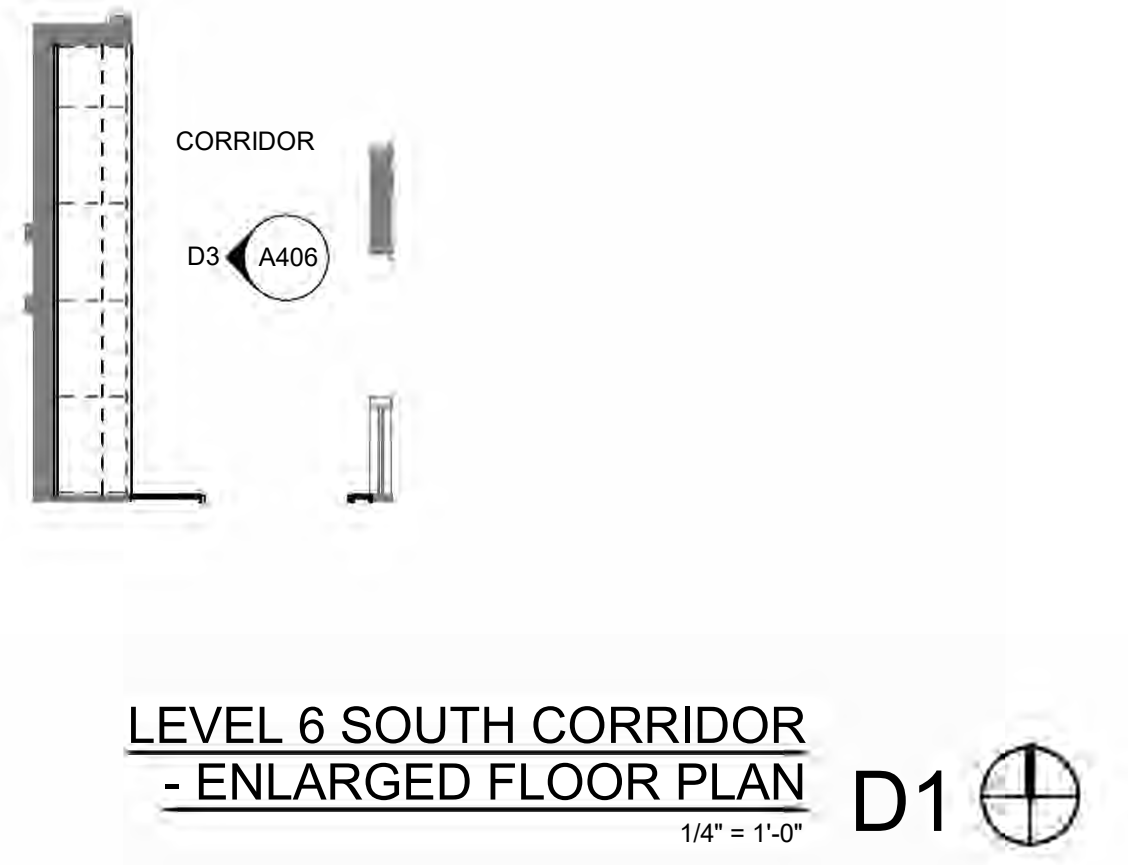 CORRIDOR
D3 A406
LEVEL 6 SOUTH CORRIDOR
- ENLARGED FLOOR PLAN
1/4" = 1'-0"
D1